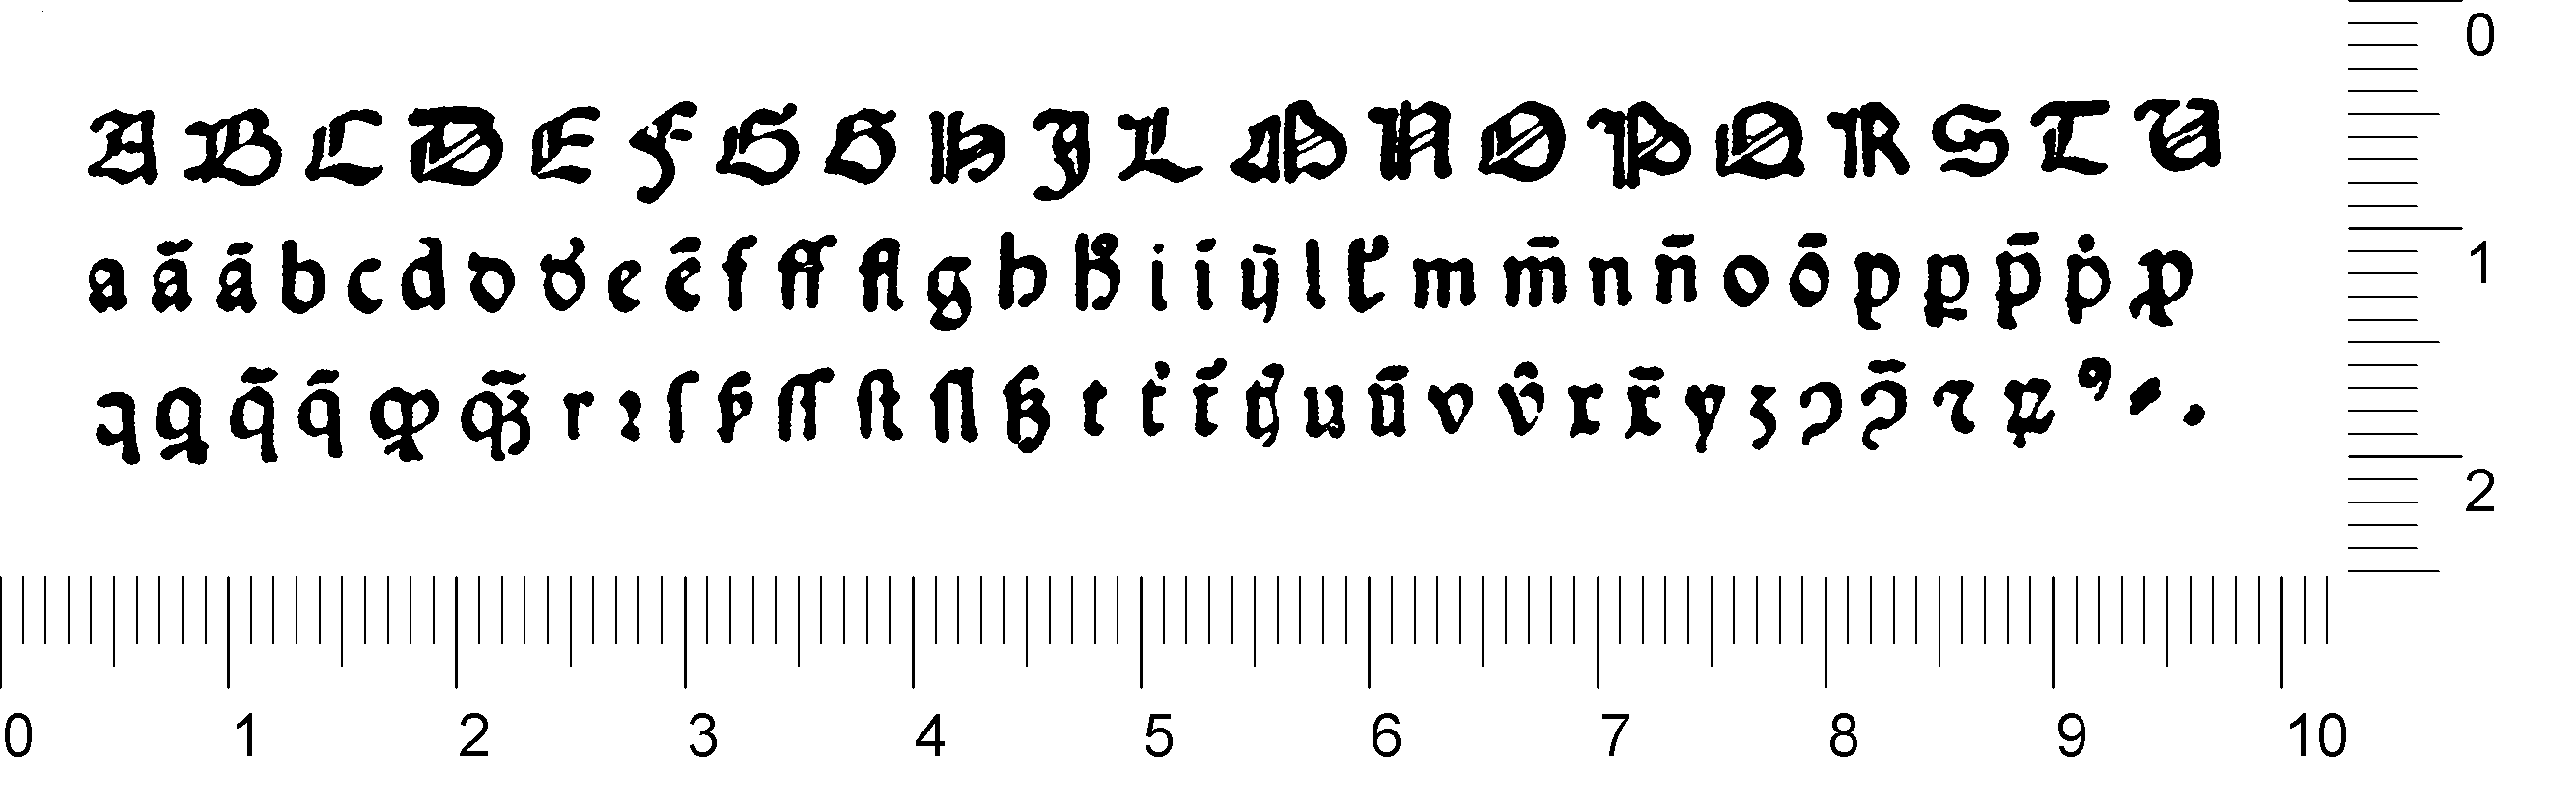 A B C D E F G G H J L M N O P Q R S T U
a ā ā b c d d d̄ e ē f ff fl g h i ī ÿ l m m̄ n n̄ o ō p ꝑ p̄ ṗ ꝓ
q q̄ q̄ r ꝛ ſ ſſ ſt ſl t u ū v v̂ x x̄ y ʒ ꝰ .
0
1
2
0 1 2 3 4 5 6 7 8 9 10